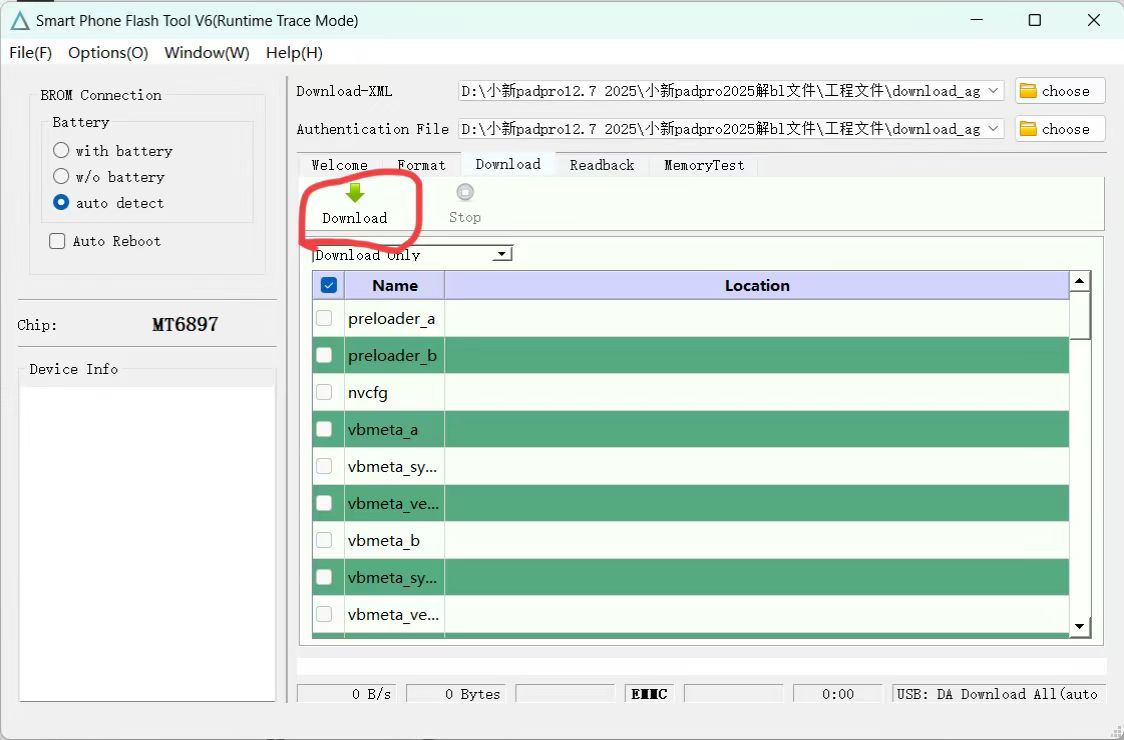 Smart Phone Flash Tool V6(Runtime Trace Mode)
File(F) Options(O) Window(W) Help(H)
BROM Connection
Battery
with battery
w/o battery
auto detect
Auto Reboot
Chip: MT6897
Device Info
Download-XML D:\小新padpro12.7 2025\小新padpro2025解bl文件\工程文件\download_ag choose
Authentication File D:\小新padpro12.7 2025\小新padpro2025解bl文件\工程文件\download_ag choose
Welcome Format Download Readback MemoryTest
Download Stop
Download Only
Name Location
preloader_a
preloader_b
nvcfg
vbmeta_a
vbmeta_sy...
vbmeta_ve...
vbmeta_b
vbmeta_sy...
vbmeta_ve...
0 B/s 0 Bytes EMMC 0:00 USB: DA Download All(auto